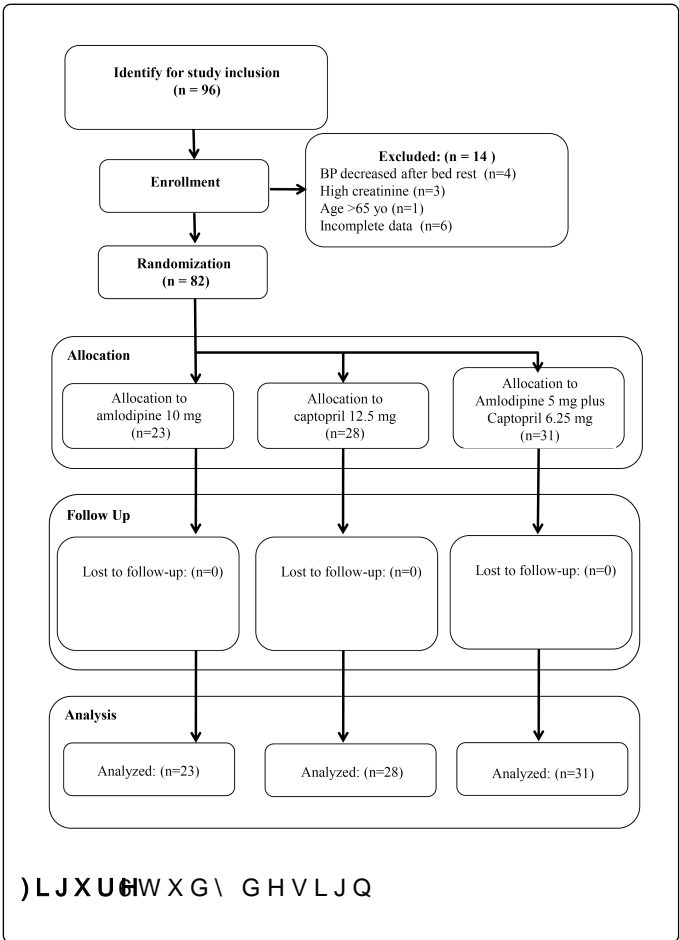 Identify for study inclusion
(n = 96)
Enrollment
Excluded: (n = 14 )
BP decreased after bed rest (n=4)
High creatinine (n=3)
Age >65 yo (n=1)
Incomplete data (n=6)
Randomization
(n = 82)
Allocation
Allocation to
amlodipine 10 mg
(n=23)
Allocation to
captopril 12.5 mg
(n=28)
Allocation to
Amlodipine 5 mg plus
Captopril 6.25 mg
(n=31)
Follow Up
Lost to follow-up: (n=0)
Lost to follow-up: (n=0)
Lost to follow-up: (n=0)
Analysis
Analyzed: (n=23)
Analyzed: (n=28)
Analyzed: (n=31)
GHVLJQ